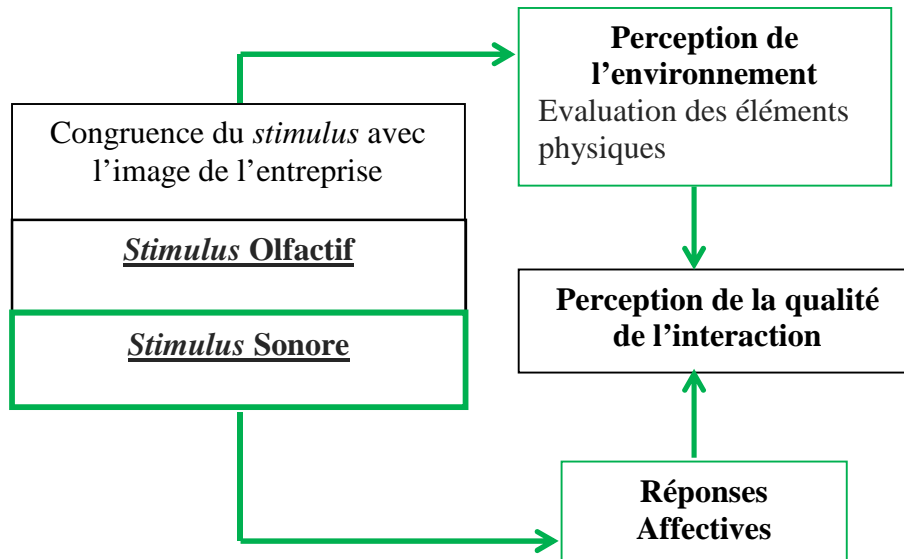 Perception de
l’environnement
Evaluation des éléments
physiques
Congruence du stimulus avec
l’image de l’entreprise
Stimulus Olfactif
Stimulus Sonore
Perception de la qualité
de l’interaction
Réponses
Affectives